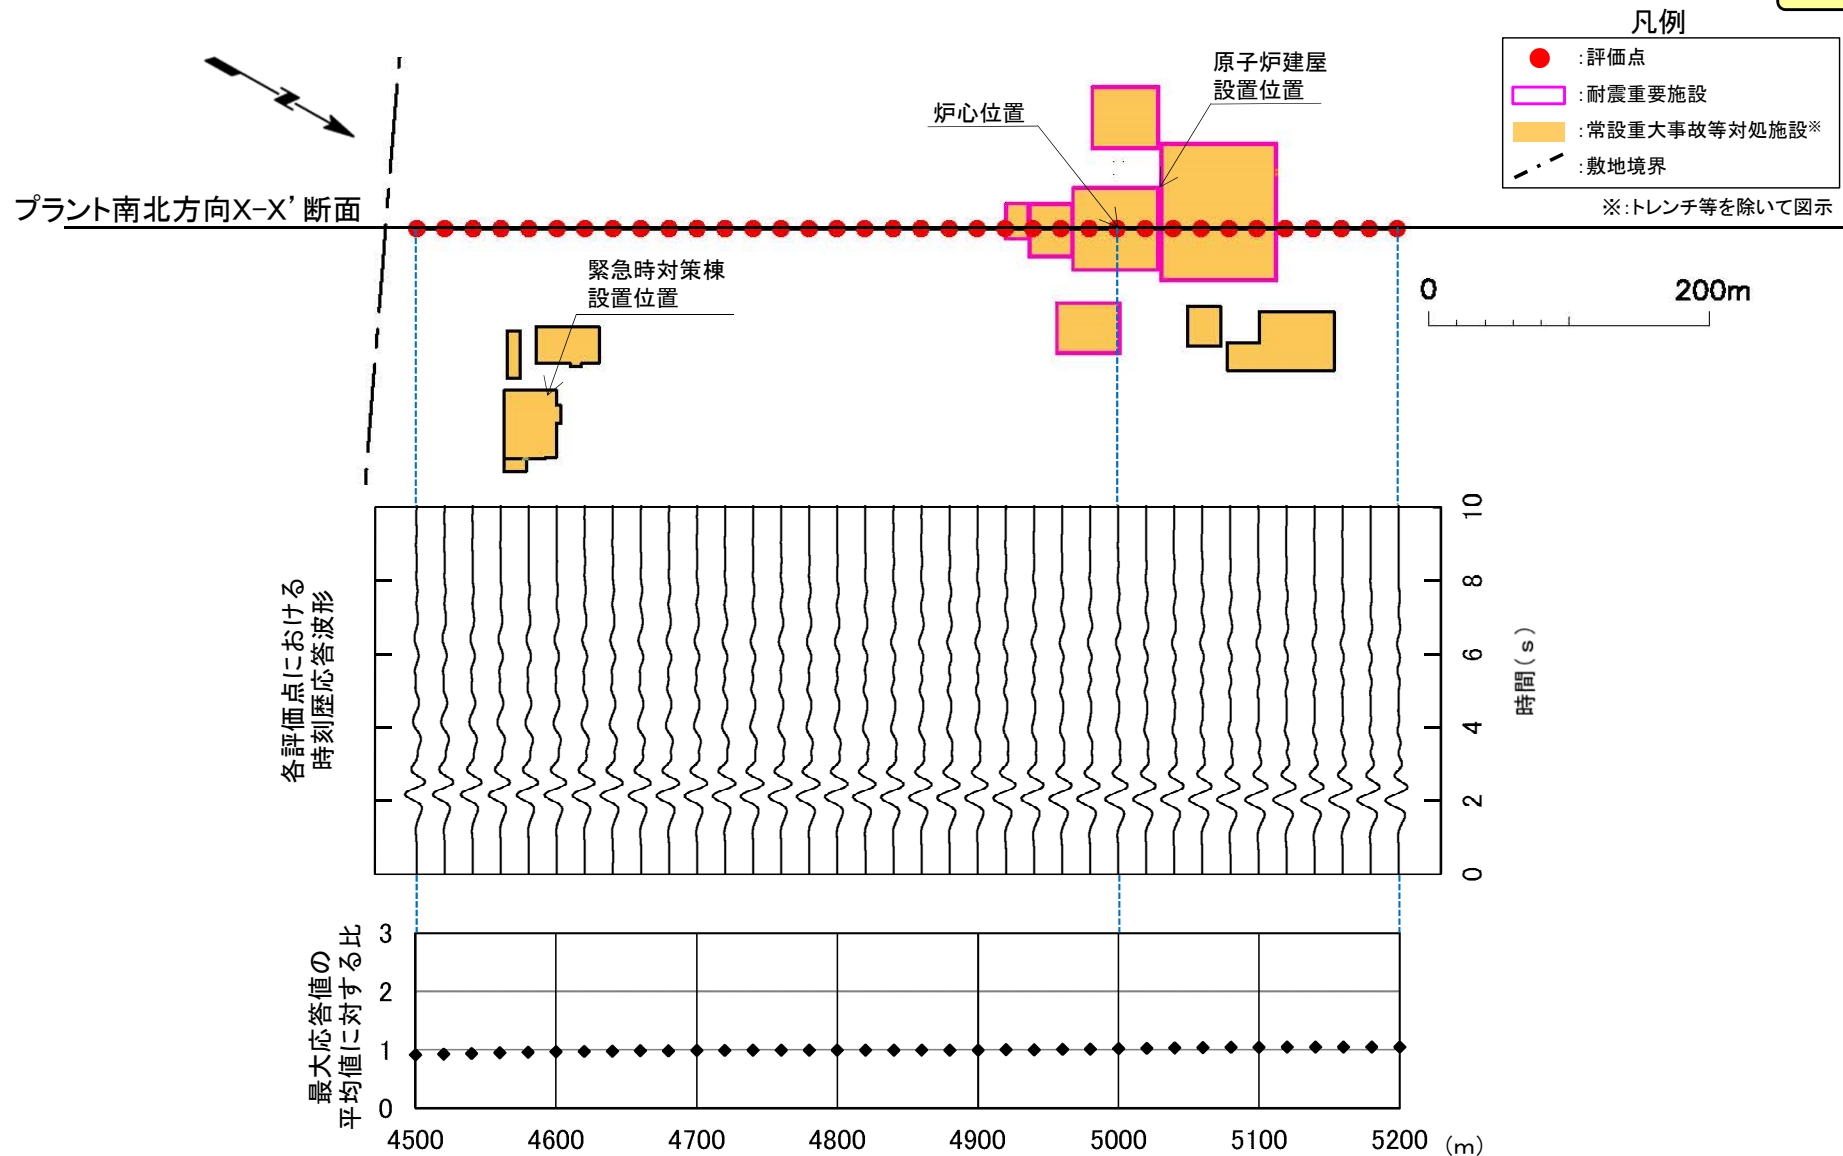 凡例
:評価点
:耐震重要施設
:常設重大事故等対処施設※
:敷地境界
※:トレンチ等を除いて図示
原子炉建屋
設置位置
炉心位置
プラント南北方向X-X’断面
緊急時対策棟
設置位置
0
200m
各評価点における
時刻歴応答波形
10
8
6
4
2
0
時間(s)
最大応答値の
平均値に対する比
3
2
1
0
4500
4600
4700
4800
4900
5000
5100
5200
(m)